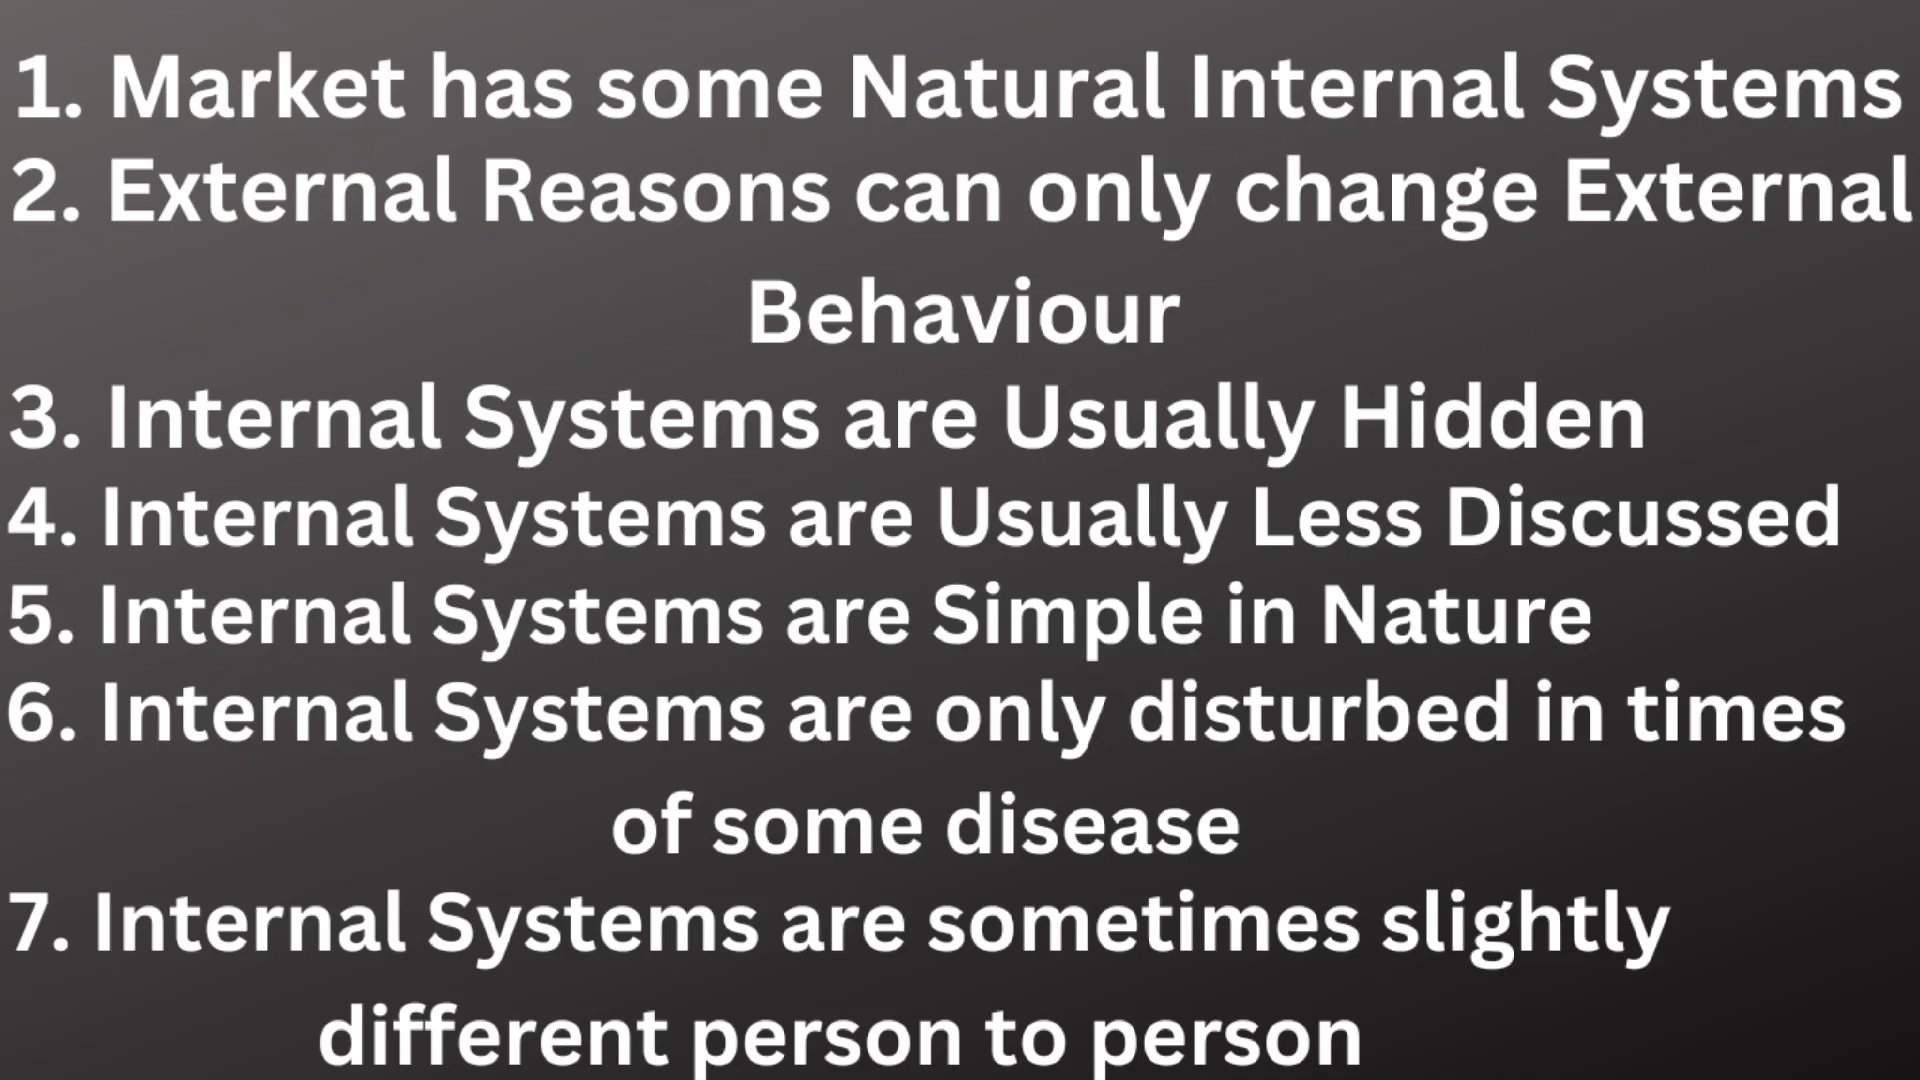 1. Market has some Natural Internal Systems
2. External Reasons can only change External
Behaviour
3. Internal Systems are Usually Hidden
4. Internal Systems are Usually Less Discussed
5. Internal Systems are Simple in Nature
6. Internal Systems are only disturbed in times
of some disease
7. Internal Systems are sometimes slightly
different person to person